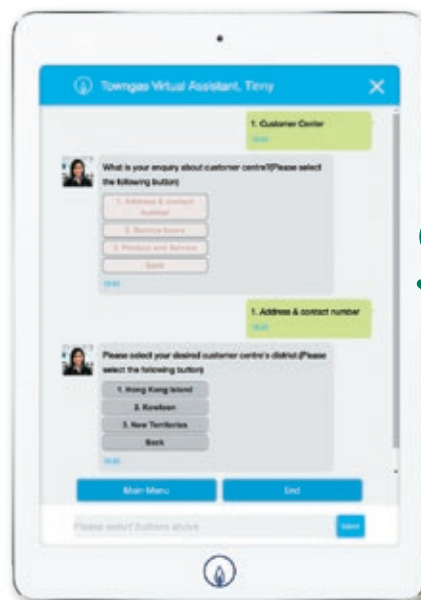 Towngas Virtual Assistant, Tinny
1. Customer Center
What is your enquiry about customer centre?(Please select
the following button)
1. Address & contact
number
2. Service hours
3. Product and Service
Back
1. Address & contact number
Please select your desired customer centre's district.(Please
select the following button)
1. Hong Kong Island
2. Kowloon
3. New Territories
Back
Main Menu
End
Please select buttons above